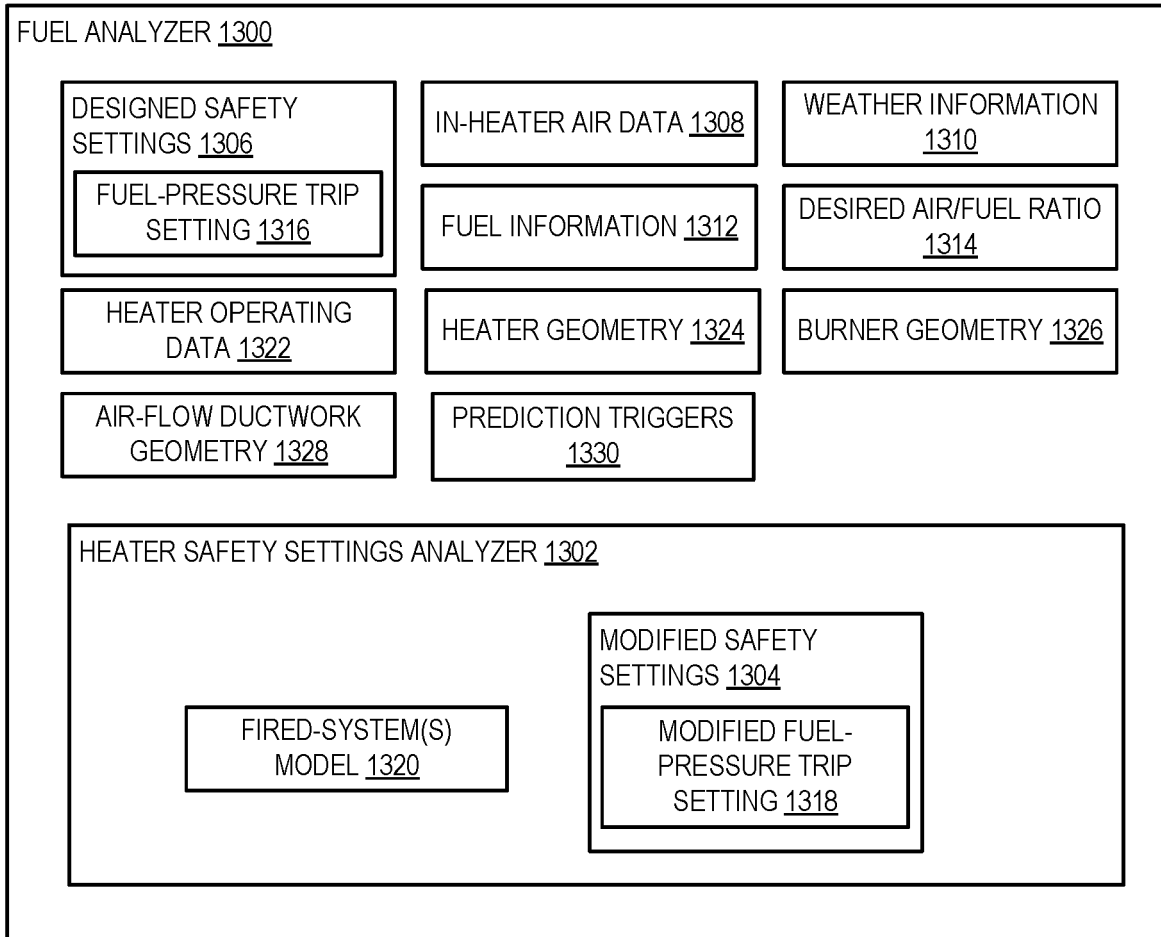 FUEL ANALYZER 1300
DESIGNED SAFETY
SETTINGS 1306
FUEL-PRESSURE TRIP
SETTING 1316
IN-HEATER AIR DATA 1308
WEATHER INFORMATION
1310
FUEL INFORMATION 1312
DESIRED AIR/FUEL RATIO
1314
HEATER OPERATING
DATA 1322
HEATER GEOMETRY 1324
BURNER GEOMETRY 1326
AIR-FLOW DUCTWORK
GEOMETRY 1328
PREDICTION TRIGGERS
1330
HEATER SAFETY SETTINGS ANALYZER 1302
FIRED-SYSTEM(S)
MODEL 1320
MODIFIED SAFETY
SETTINGS 1304
MODIFIED FUEL-
PRESSURE TRIP
SETTING 1318